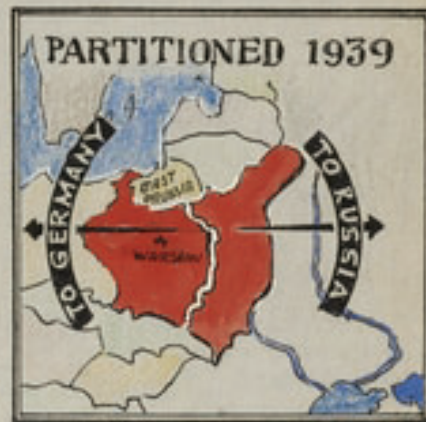 PARTITIONED 1939
TO GERMANY
EAST
PRUSSIA
WARSAW
TO RUSSIA